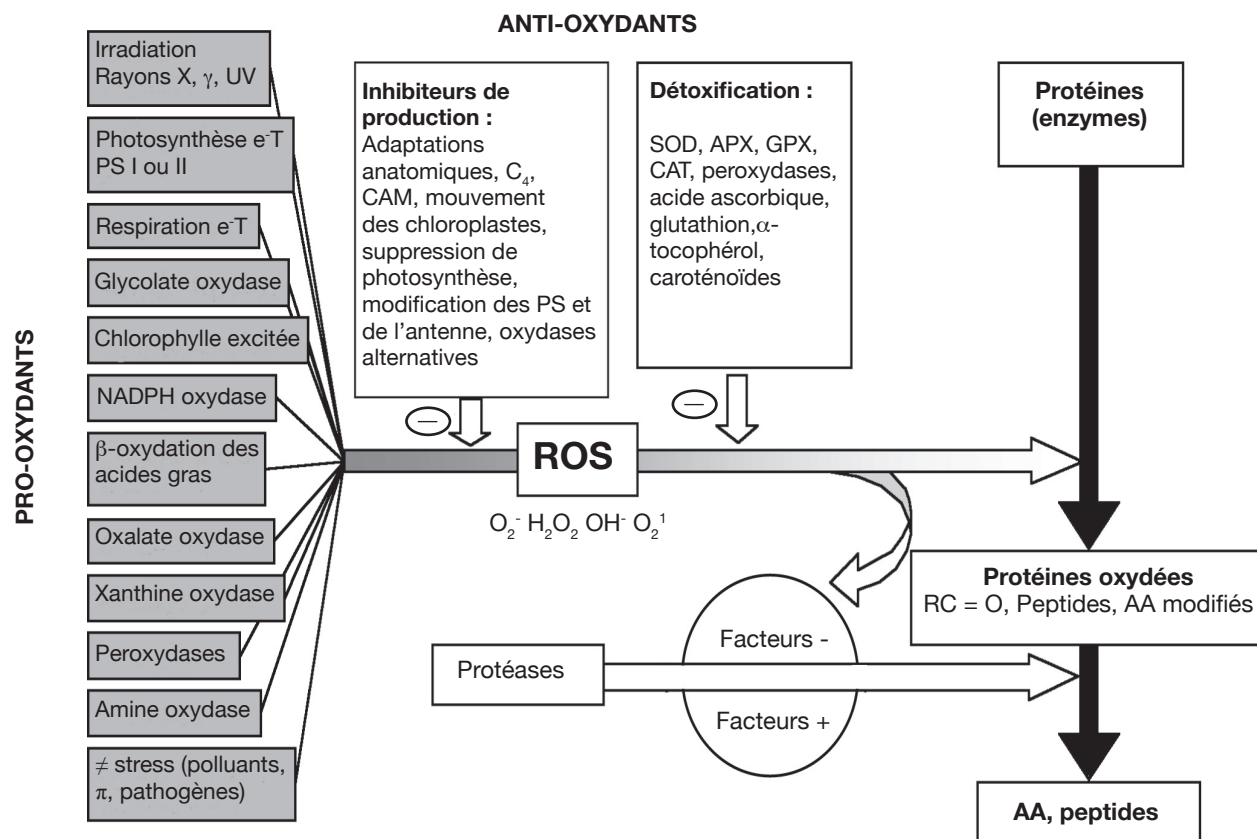 ANTI-OXYDANTS
PRO-OXYDANTS
Irradiation
Rayons X, γ, UV
Photosynthèse e⁻T
PS I ou II
Respiration e⁻T
Glycolate oxydase
Chlorophylle excitée
NADPH oxydase
β-oxydation des
acides gras
Oxalate oxydase
Xanthine oxydase
Peroxydases
Amine oxydase
≠ stress (polluants,
π, pathogènes)
Inhibiteurs de
production :
Adaptations
anatomiques, C₄,
CAM, mouvement
des chloroplastes,
suppression de
photosynthèse,
modification des PS et
de l'antenne, oxydases
alternatives
Détoxification :
SOD, APX, GPX,
CAT, peroxydases,
acide ascorbique,
glutathion,α-
tocophérol,
caroténoïdes
Protéines
(enzymes)
—
—
ROS
O₂⁻ H₂O₂ OH⁻ O₂¹
Protéines oxydées
RC = O, Peptides, AA modifiés
Protéases
Facteurs -
Facteurs +
AA, peptides